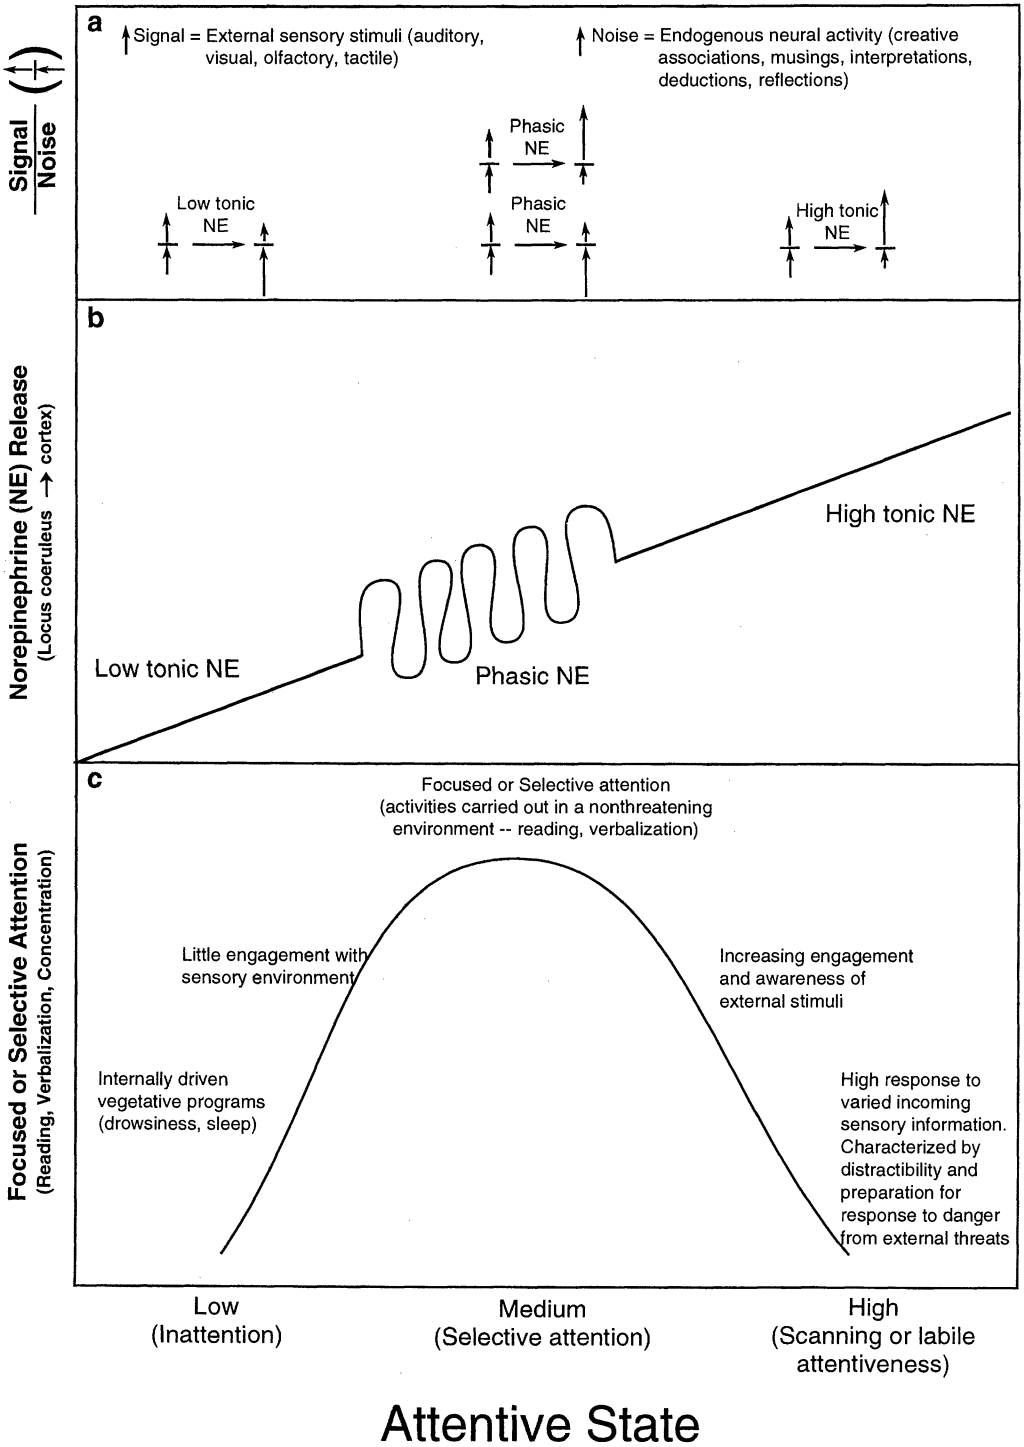 a
Signal = External sensory stimuli (auditory,
visual, olfactory, tactile)
Noise = Endogenous neural activity (creative
associations, musings, interpretations,
deductions, reflections)
Signal
Noise
Phasic
NE
Low tonic
NE
Phasic
NE
High tonic
NE
b
Norepinephrine (NE) Release
(Locus coeruleus → cortex)
High tonic NE
Low tonic NE
Phasic NE
c
Focused or Selective Attention
(Reading, Verbalization, Concentration)
Focused or Selective attention
(activities carried out in a nonthreatening
environment -- reading, verbalization)
Little engagement with
sensory environment
Increasing engagement
and awareness of
external stimuli
Internally driven
vegetative programs
(drowsiness, sleep)
High response to
varied incoming
sensory information.
Characterized by
distractibility and
preparation for
response to danger
from external threats
Low
(Inattention)
Medium
(Selective attention)
High
(Scanning or labile
attentiveness)
Attentive State